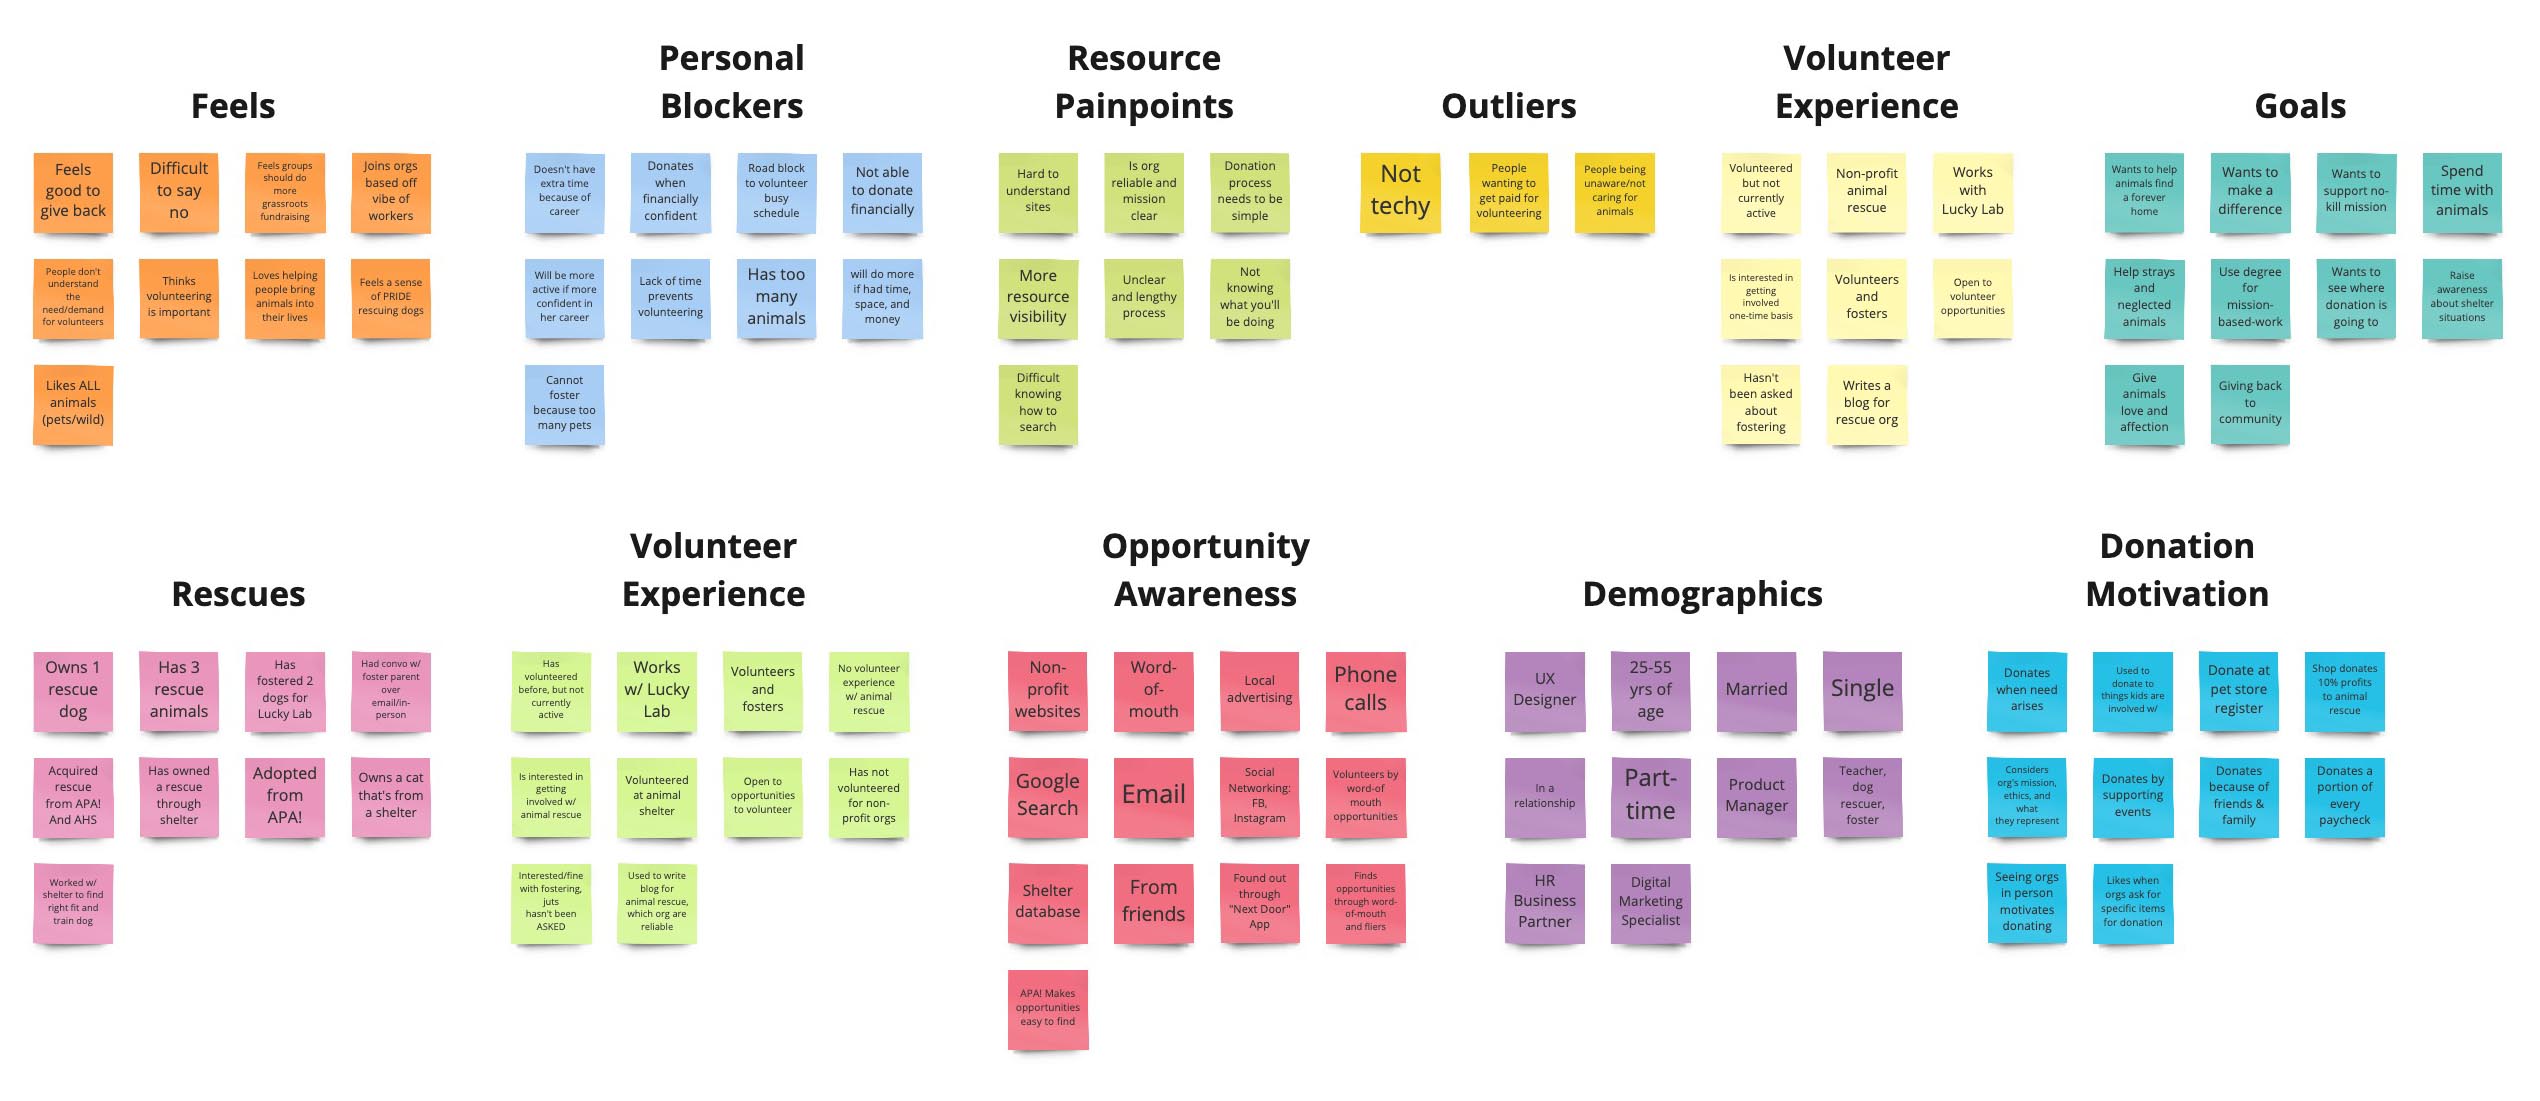 Feels
Feels
good to
give back
Difficult
to say
no
Feels groups
should do
more
grassroots
fundraising
Joins orgs
based off
vibe of
workers
People don't
understand
the
need/demand
for volunteers
Thinks
volunteering
is important
Loves helping
people bring
animals into
their lives
Feels a sense
of PRIDE
rescuing dogs
Likes ALL
animals
(pets/wild)
Personal
Blockers
Doesn't have
extra time
because of
career
Donates
when
financially
confident
Road block
to volunteer
busy
schedule
Not able
to donate
financially
Will be more
active if more
confident in
her career
Lack of time
prevents
volunteering
Has too
many
animals
will do more
if had time,
space, and
money
Cannot
foster
because too
many pets
Resource
Painpoints
Hard to
understand
sites
Is org
reliable and
mission
clear
Donation
process
needs to be
simple
More
resource
visibility
Unclear
and lengthy
process
Not
knowing
what you'll
be doing
Difficult
knowing
how to
search
Outliers
Not
techy
People
wanting to
get paid for
volunteering
People being
unaware/not
caring for
animals
Volunteer
Experience
Volunteered
but not
currently
active
Non-profit
animal
rescue
Works
with
Lucky Lab
Is interested in
getting
involved
one-time basis
Volunteers
and
fosters
Open to
volunteer
opportunities
Hasn't
been asked
about
fostering
Writes a
blog for
rescue org
Goals
Wants to help
animals find
a forever
home
Wants to
make a
difference
Wants to
support no-
kill mission
Spend
time with
animals
Help strays
and
neglected
animals
Use degree
for
mission-
based-work
Wants to
see where
donation is
going to
Raise
awareness
about shelter
situations
Give
animals
love and
affection
Giving back
to
community
Rescues
Owns 1
rescue
dog
Has 3
rescue
animals
Has
fostered 2
dogs for
Lucky Lab
Had convo w/
foster parent
over
email/in-
person
Acquired
rescue
from APA!
And AHS
Has owned
a rescue
through
shelter
Adopted
from
APA!
Owns a cat
that's from
a shelter
Worked w/
shelter to find
right fit and
train dog
Volunteer
Experience
Has
volunteered
before, but not
currently
active
Works
w/ Lucky
Lab
Volunteers
and
fosters
No volunteer
experience
w/ animal
rescue
Is interested in
getting
involved w/
animal rescue
Volunteered
at animal
shelter
Open to
opportunities
to volunteer
Has not
volunteered
for non-
profit orgs
Interested/fine
with fostering,
juts
hasn't been
ASKED
Used to write
blog for
animal rescue,
which org are
reliable
Opportunity
Awareness
Non-
profit
websites
Word-
of-
mouth
Local
advertising
Phone
calls
Google
Search
Email
Social
Networking:
FB,
Instagram
Volunteers by
word-of
mouth
opportunities
Shelter
database
From
friends
Found out
through
"Next Door"
App
Finds
opportunities
through word-
of-mouth
and fliers
APA! Makes
opportunities
easy to find
Demographics
UX
Designer
25-55
yrs of
age
Married
Single
In a
relationship
Part-
time
Product
Manager
Teacher,
dog
rescuer,
foster
HR
Business
Partner
Digital
Marketing
Specialist
Donation
Motivation
Donates
when need
arises
Used to
donate to
things kids are
involved w/
Donate at
pet store
register
Shop donates
10% profits
to animal
rescue
Considers
org's mission,
ethics, and
what
they represent
Donates by
supporting
events
Donates
because of
friends &
family
Donates a
portion of
every
paycheck
Seeing orgs
in person
motivates
donating
Likes when
orgs ask for
specific items
for donation